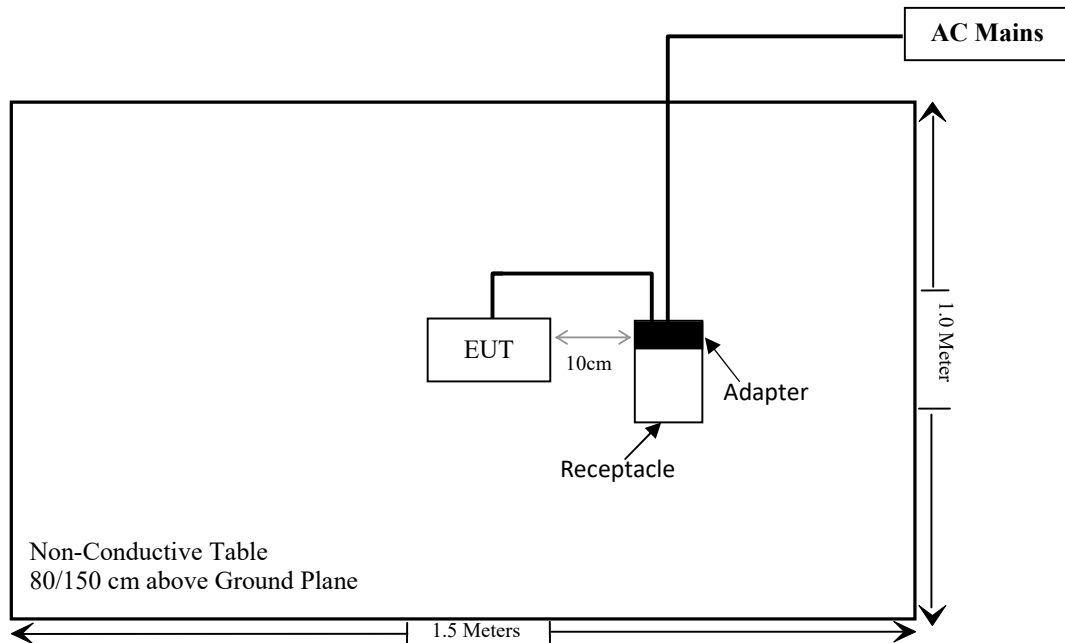 AC Mains
EUT
10cm
1.0 Meter
Adapter
Receptacle
Non-Conductive Table
80/150 cm above Ground Plane
1.5 Meters